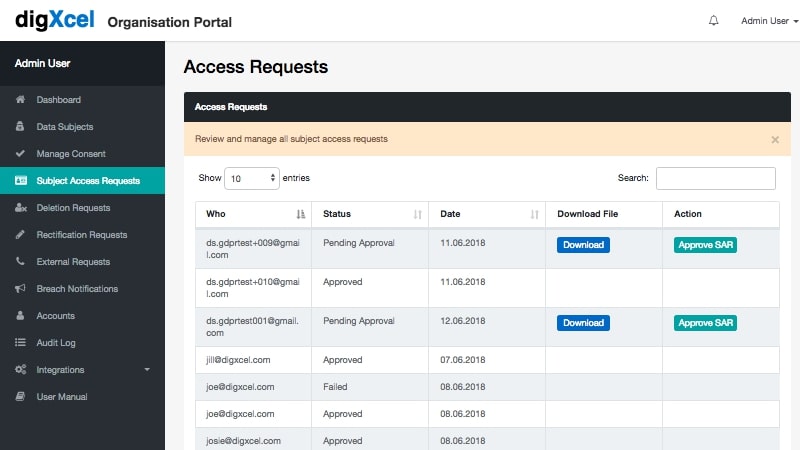 digXcel Organisation Portal
Admin User
Admin User
Dashboard
Data Subjects
Manage Consent
Subject Access Requests
Deletion Requests
Rectification Requests
External Requests
Breach Notifications
Accounts
Audit Log
Integrations
User Manual
Access Requests
Access Requests
Review and manage all subject access requests ×
Show 10 entries Search:
Who Status Date Download File Action
ds.gdprtest+009@gmai Pending Approval 11.06.2018 Download Approve SAR
l.com
ds.gdprtest+010@gmai Approved 11.06.2018
l.com
ds.gdprtest001@gmail. Pending Approval 12.06.2018 Download Approve SAR
com
jill@digxcel.com Approved 07.06.2018
joe@digxcel.com Failed 08.06.2018
joe@digxcel.com Approved 08.06.2018
josie@digxcel.com Approved 08.06.2018